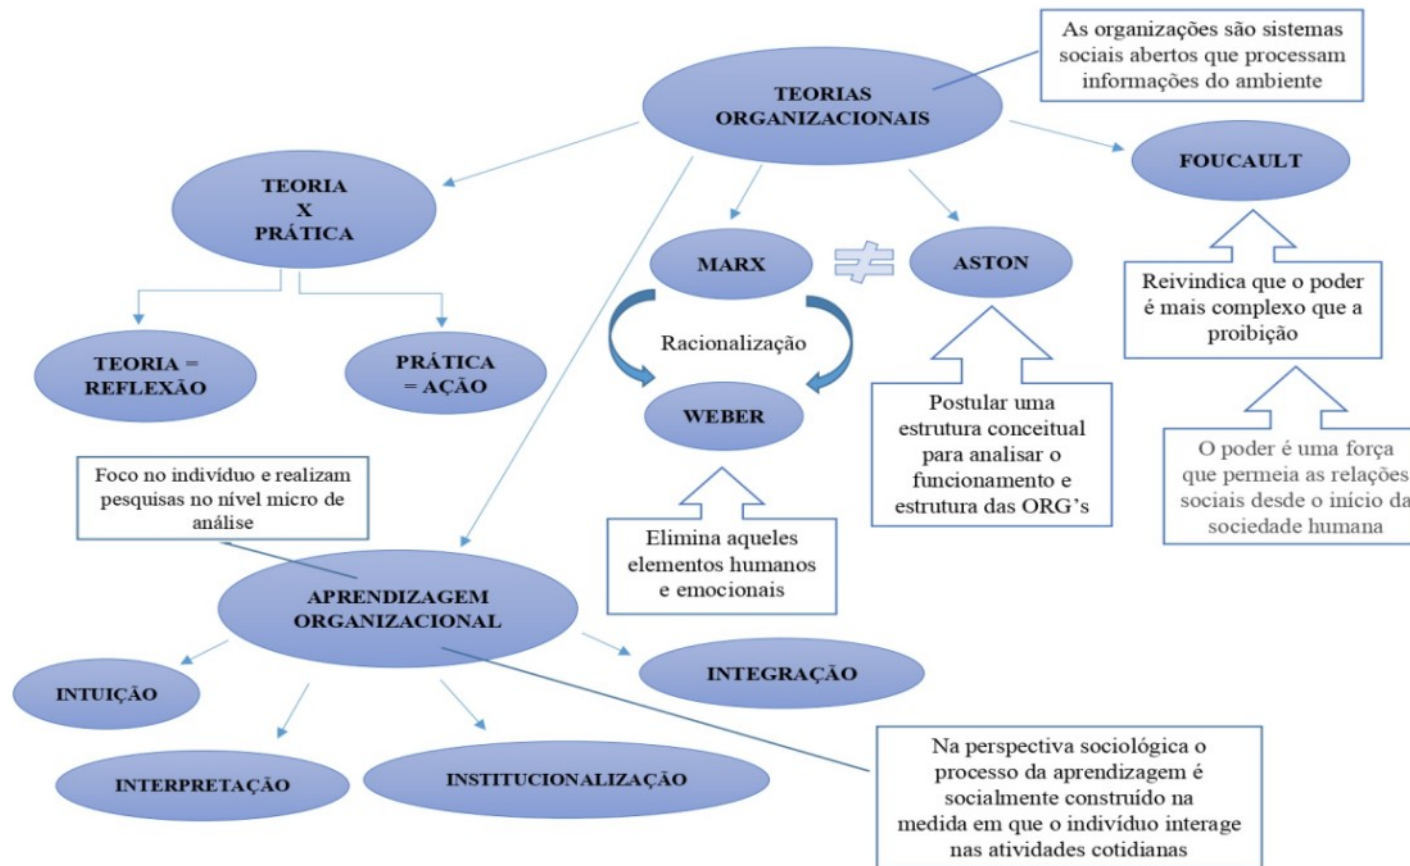 As organizações são sistemas
sociais abertos que processam
informações do ambiente
TEORIAS
ORGANIZACIONAIS
FOUCAULT
TEORIA
X
PRÁTICA
MARX
ASTON
Reivindica que o poder
é mais complexo que a
proibição
Racionalização
TEORIA =
REFLEXÃO
PRÁTICA
= AÇÃO
WEBER
Postular uma
estrutura conceitual
para analisar o
funcionamento e
estrutura das ORG’s
O poder é uma força
que permeia as relações
sociais desde o início da
sociedade humana
Foco no indivíduo e realizam
pesquisas no nível micro de
análise
Elimina aqueles
elementos humanos
e emocionais
APRENDIZAGEM
ORGANIZACIONAL
INTUIÇÃO
INTEGRAÇÃO
INTERPRETAÇÃO
INSTITUCIONALIZAÇÃO
Na perspectiva sociológica o
processo da aprendizagem é
socialmente construído na
medida em que o indivíduo interage
nas atividades cotidianas